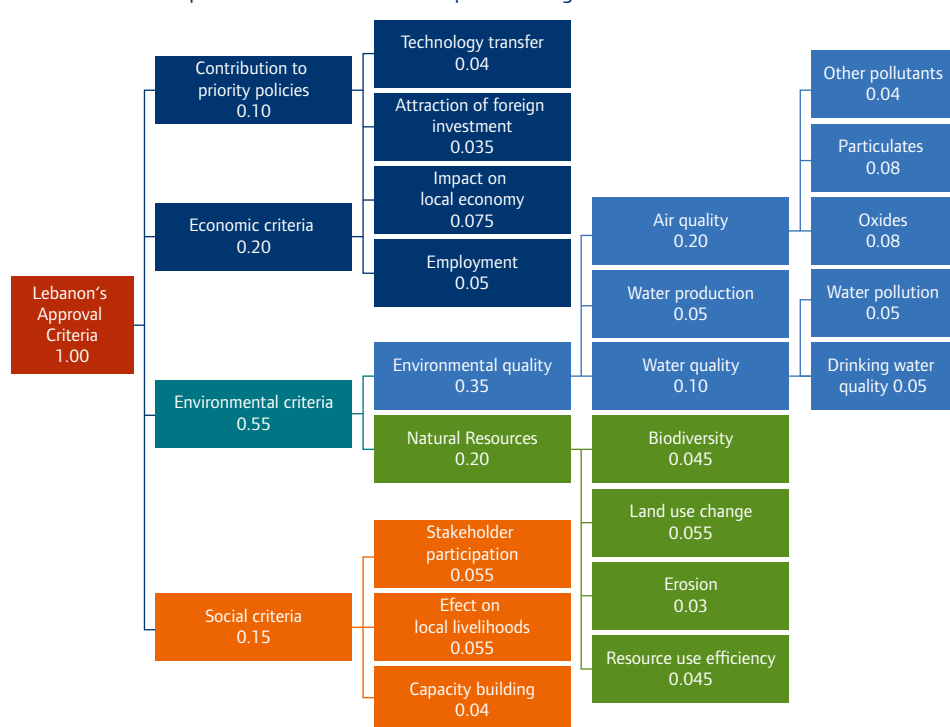 Technology transfer
0.04
Contribution to
priority policies
0.10
Other pollutants
0.04
Attraction of foreign
investment
0.035
Particulates
0.08
Impact on
local economy
0.075
Economic criteria
0.20
Air quality
0.20
Oxides
0.08
Employment
0.05
Lebanon's
Approval
Criteria
1.00
Water production
0.05
Water pollution
0.05
Environmental quality
0.35
Water quality
0.10
Drinking water
quality 0.05
Environmental criteria
0.55
Natural Resources
0.20
Biodiversity
0.045
Land use change
0.055
Stakeholder
participation
0.055
Erosion
0.03
Social criteria
0.15
Efect on
local livelihoods
0.055
Resource use efficiency
0.045
Capacity building
0.04